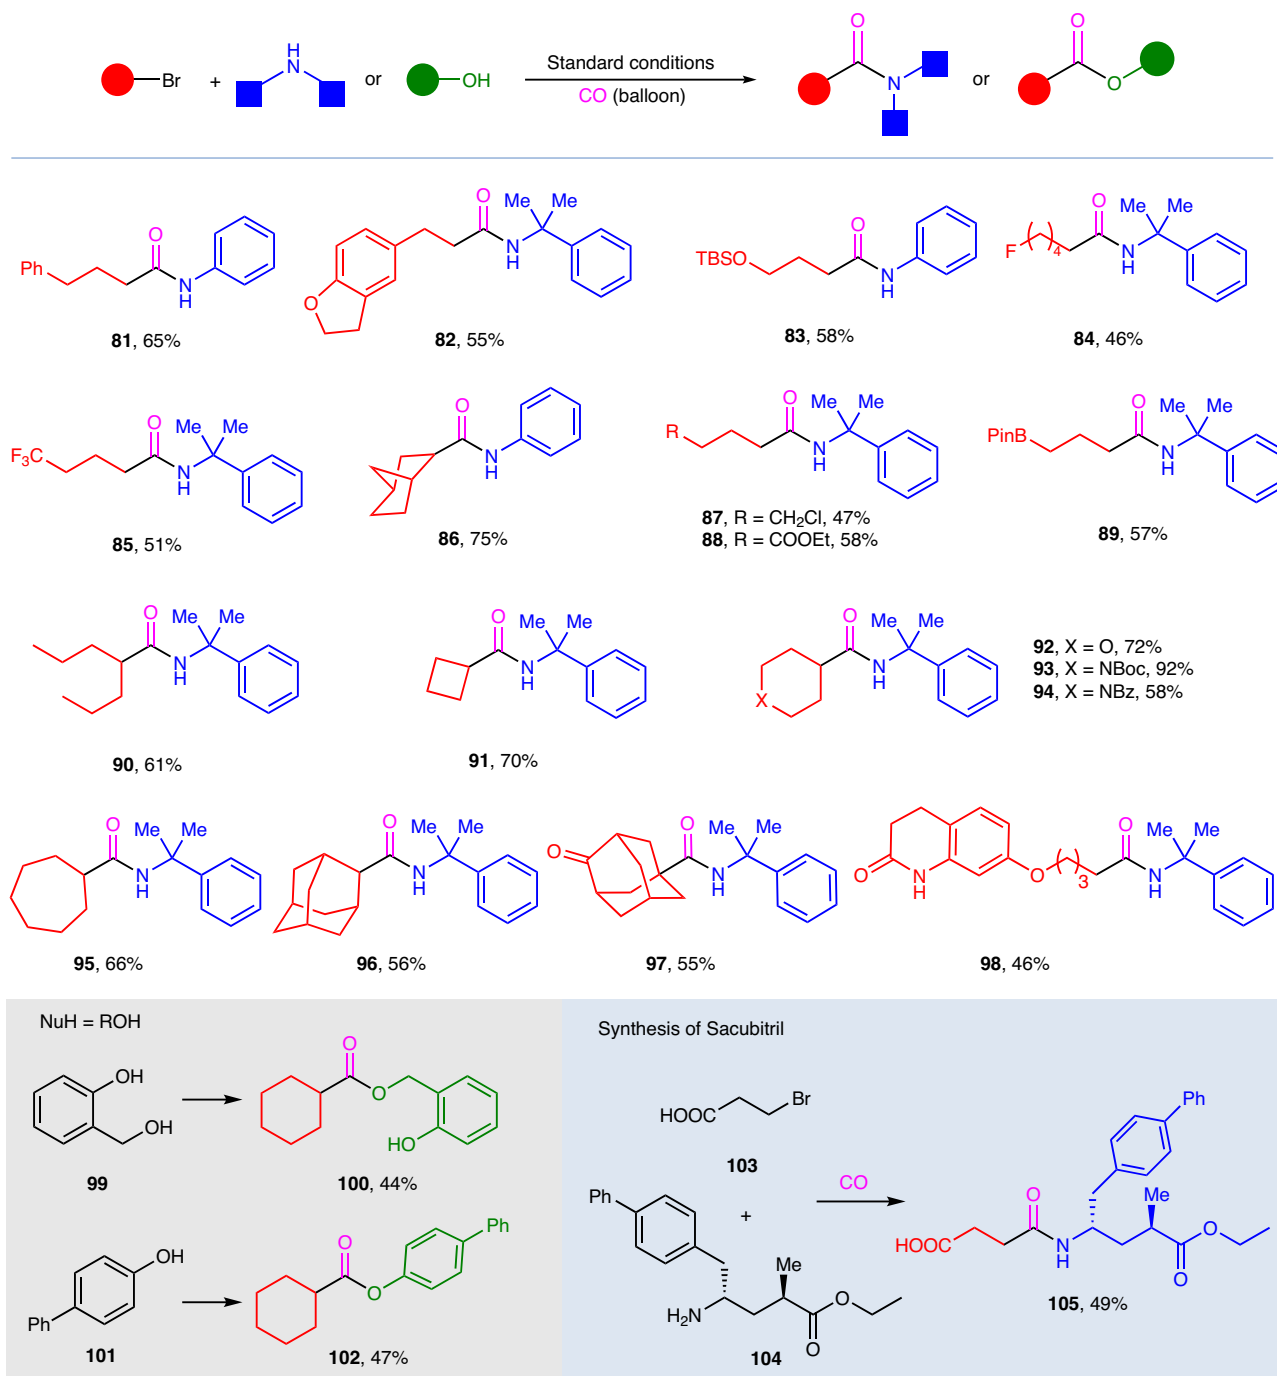 Br + H N or OH Standard conditions CO (balloon) O N or O O
Ph O N H
81, 65%
O O N H Me Me
82, 55%
TBSO O N H
83, 58%
F ( )4 O N H Me Me
84, 46%
F3C O N H Me Me
85, 51%
O N H
86, 75%
R O N H Me Me
87, R = CH2Cl, 47%
88, R = COOEt, 58%
PinB O N H Me Me
89, 57%
O N H Me Me
90, 61%
O N H Me Me
91, 70%
X O N H Me Me
92, X = O, 72%
93, X = NBoc, 92%
94, X = NBz, 58%
O N H Me Me
95, 66%
O N H Me Me
96, 56%
O O N H Me Me
97, 55%
O N H O ( )3 O N H Me Me
98, 46%
NuH = ROH
OH OH
99
O O HO
100, 44%
OH Ph
101
O O Ph
102, 47%
Synthesis of Sacubitril
HOOC Br
103
+
Ph H2N Me O O
104
CO
HOOC O N H Ph Me O O
105, 49%